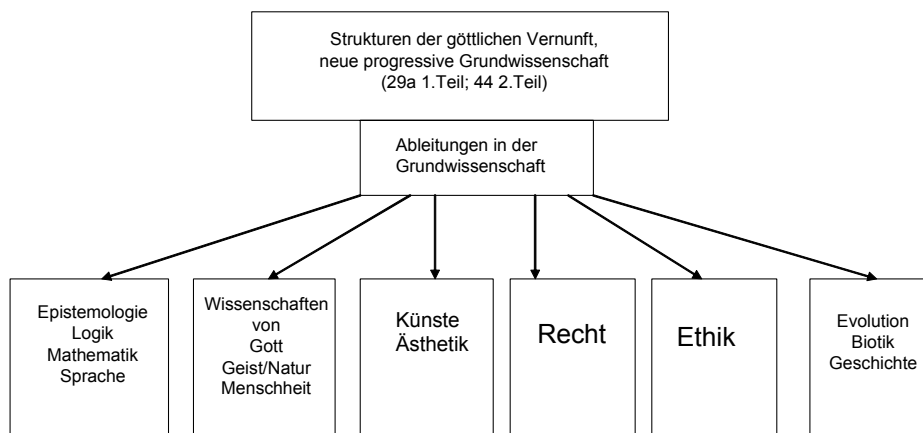 Strukturen der göttlichen Vernunft,
neue progressive Grundwissenschaft
(29a 1.Teil; 44 2.Teil)
Ableitungen in der
Grundwissenschaft
Epistemologie
Logik
Mathematik
Sprache
Wissenschaften
von
Gott
Geist/Natur
Menschheit
Künste
Ästhetik
Recht
Ethik
Evolution
Biotik
Geschichte